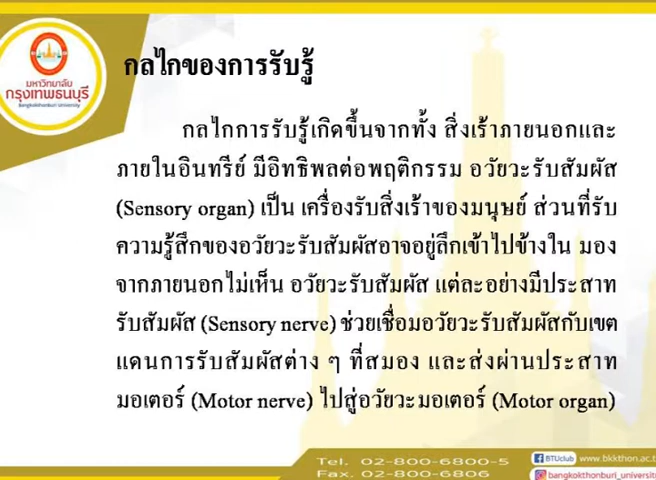 มหาวิทยาลัย
กรุงเทพธนบุรี
Bangkokthonburi University
กลไกของการรับรู้
กลไกการรับรู้เกิดขึ้นจากทั้ง สิ่งเร้าภายนอกและ
ภายในอินทรีย์ มีอิทธิพลต่อพฤติกรรม อวัยวะรับสัมผัส
(Sensory organ) เป็น เครื่องรับสิ่งเร้าของมนุษย์ ส่วนที่รับ
ความรู้สึกของอวัยวะรับสัมผัสอาจอยู่ลึกเข้าไปข้างใน มอง
จากภายนอกไม่เห็น อวัยวะรับสัมผัส แต่ละอย่างมีประสาท
รับสัมผัส (Sensory nerve) ช่วยเชื่อมอวัยวะรับสัมผัสกับเขต
แดนการรับสัมผัสต่าง ๆ ที่สมอง และส่งผ่านประสาท
มอเตอร์ (Motor nerve) ไปสู่อวัยวะมอเตอร์ (Motor organ)
Tel. 02-800-6800-5
Fax. 02-800-6806
BTUclub www.bkkthon.ac.t
bangkokthonburi_university